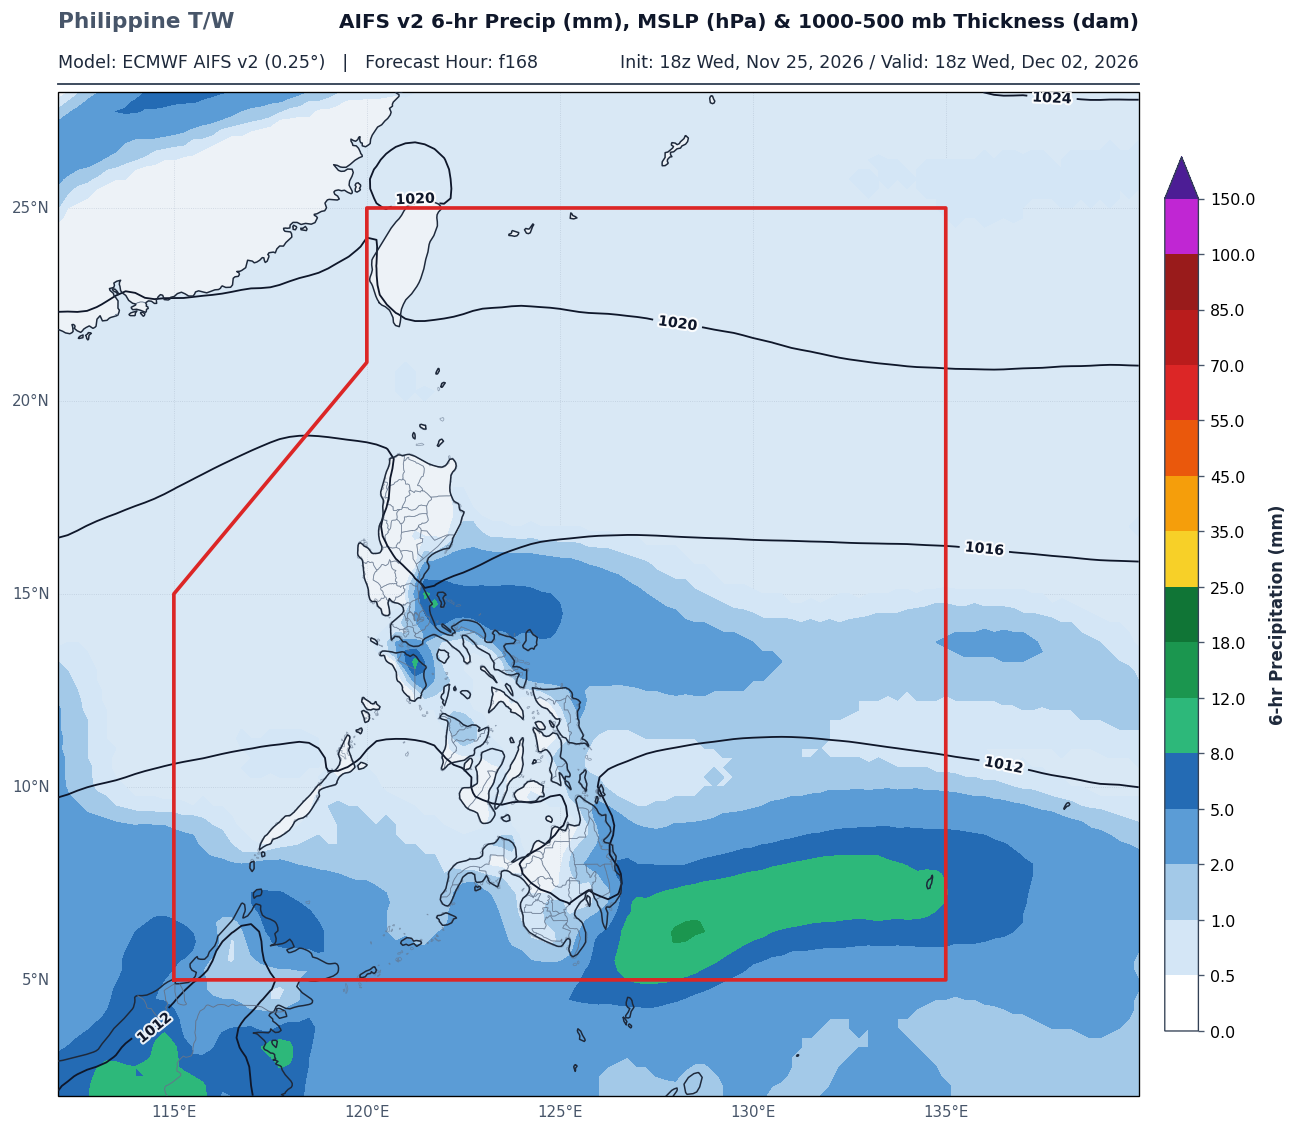 Philippine T/W
AIFS v2 6-hr Precip (mm), MSLP (hPa) & 1000-500 mb Thickness (dam)
Model: ECMWF AIFS v2 (0.25°)   |   Forecast Hour: f168
Init: 18z Wed, Nov 25, 2026 / Valid: 18z Wed, Dec 02, 2026
1024
1020
1020
1016
1012
1012
25°N
20°N
15°N
10°N
5°N
115°E
120°E
125°E
130°E
135°E
150.0
100.0
85.0
70.0
55.0
45.0
35.0
25.0
18.0
12.0
8.0
5.0
2.0
1.0
0.5
0.0
6-hr Precipitation (mm)